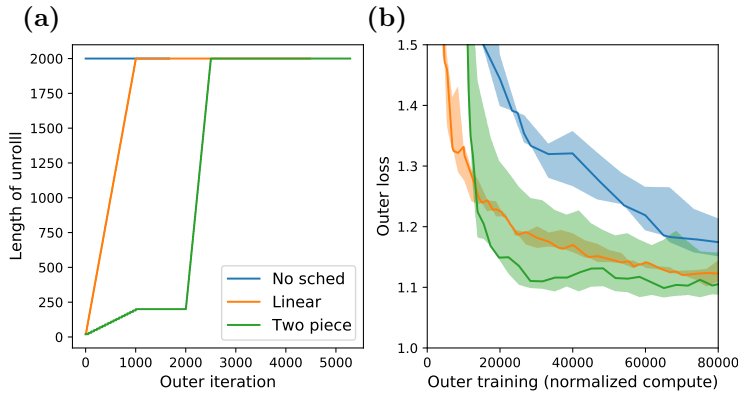 (a)
Length of unrolll
2000
1750
1500
1250
1000
750
500
250
0
0 1000 2000 3000 4000 5000
Outer iteration
No sched
Linear
Two piece
(b)
Outer loss
1.5
1.4
1.3
1.2
1.1
1.0
0 20000 40000 60000 80000
Outer training (normalized compute)